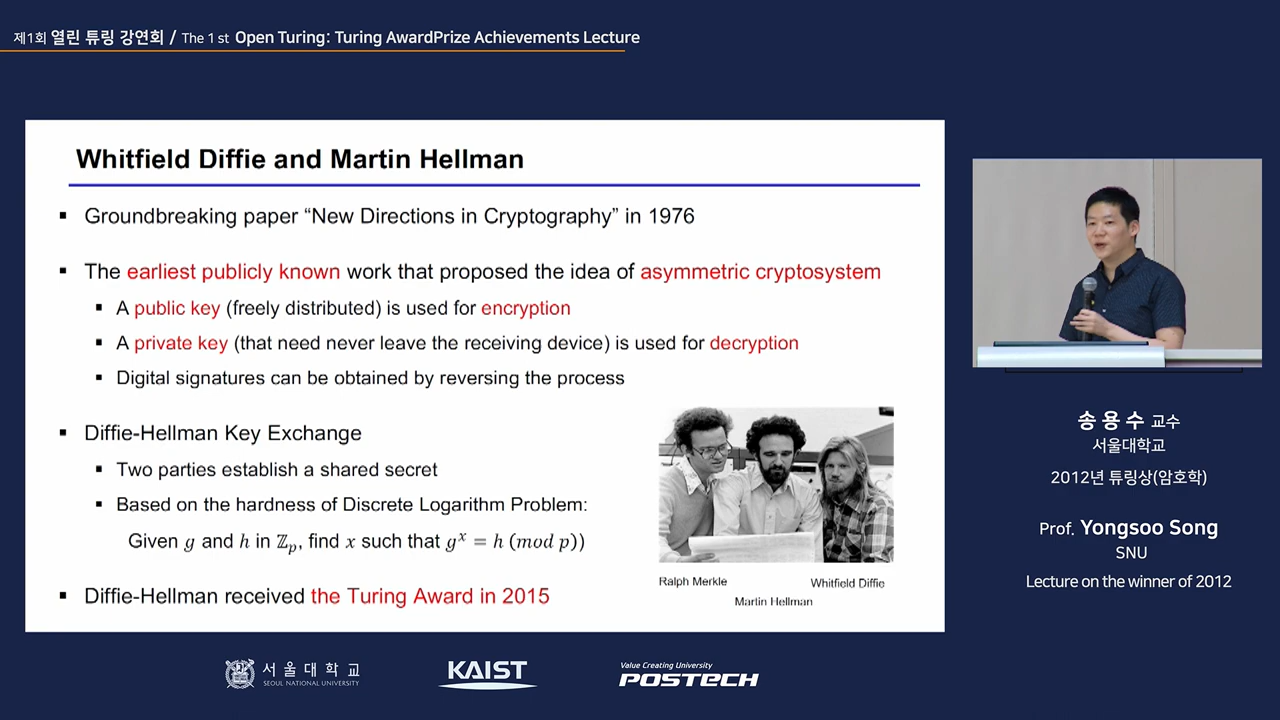 제1회 열린 튜링 강연회 / The 1 st Open Turing: Turing AwardPrize Achievements Lecture
Whitfield Diffie and Martin Hellman
▪ Groundbreaking paper “New Directions in Cryptography” in 1976
▪ The earliest publicly known work that proposed the idea of asymmetric cryptosystem
▪ A public key (freely distributed) is used for encryption
▪ A private key (that need never leave the receiving device) is used for decryption
▪ Digital signatures can be obtained by reversing the process
▪ Diffie-Hellman Key Exchange
▪ Two parties establish a shared secret
▪ Based on the hardness of Discrete Logarithm Problem:
Given g and h in ℤₚ, find x such that gˣ = h (mod p))
▪ Diffie-Hellman received the Turing Award in 2015
Ralph Merkle
Whitfield Diffie
Martin Hellman
송 용 수 교수
서울대학교
2012년 튜링상(암호학)
Prof. Yongsoo Song
SNU
Lecture on the winner of 2012
서울대학교
SEOUL NATIONAL UNIVERSITY
KAIST
Value Creating University
POSTECH